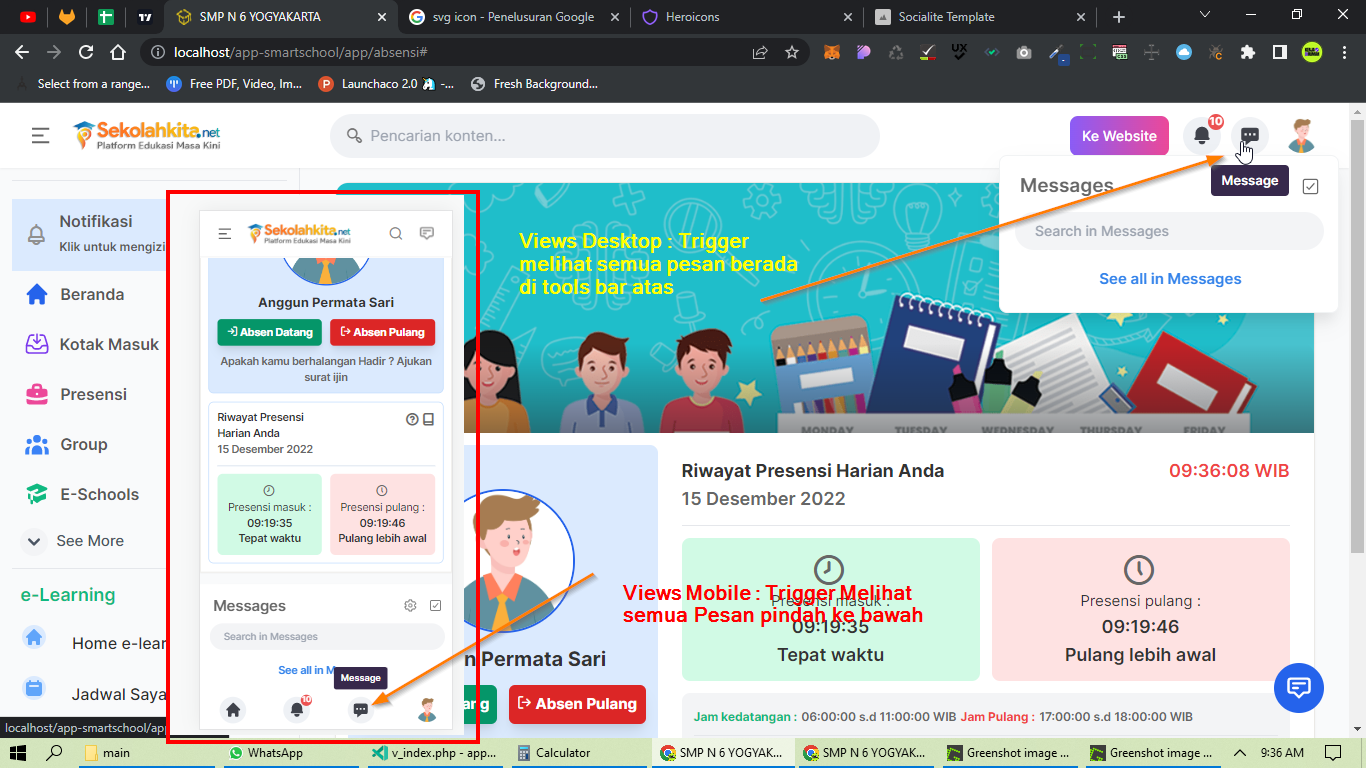 SMP N 6 YOGYAKARTA
svg icon - Penelusuran Google
Heroicons
Socialite Template
localhost/app-smartschool/app/absensi#
Select from a range...
Free PDF, Video, Im...
Launchaco 2.0 🦄 -...
Fresh Background...
Sekolahkita.net
Platform Edukasi Masa Kini
Pencarian konten...
Ke Website
10
Messages
Message
Search in Messages
See all in Messages
Notifikasi
Klik untuk mengizi
Beranda
Kotak Masuk
Presensi
Group
E-Schools
See More
e-Learning
Home e-lear
Jadwal Saya
localhost/app-smartschool/ap
Sekolahkita.net
Platform Edukasi Masa Kini
Anggun Permata Sari
Absen Datang
Absen Pulang
Apakah kamu berhalangan Hadir ? Ajukan
surat ijin
Riwayat Presensi
Harian Anda
15 Desember 2022
Presensi masuk :
09:19:35
Tepat waktu
Presensi pulang :
09:19:46
Pulang lebih awal
Messages
Search in Messages
See all in M
Message
10
Views Desktop : Trigger
melihat semua pesan berada
di tools bar atas
MONDAY TUESDAY WEDNESDAY THURSDAY FRIDAY
n Permata Sari
ang
Absen Pulang
Riwayat Presensi Harian Anda
09:36:08 WIB
15 Desember 2022
Views Mobile : Trigger Melihat
semua Pesan pindah ke bawah
Presensi masuk :
09:19:35
Tepat waktu
Presensi pulang :
09:19:46
Pulang lebih awal
Jam kedatangan : 06:00:00 s.d 11:00:00 WIB Jam Pulang : 17:00:00 s.d 18:00:00 WIB
main
WhatsApp
v_index.php - app...
Calculator
SMP N 6 YOGYAK...
SMP N 6 YOGYAK...
Greenshot image ...
Greenshot image ...
9:36 AM